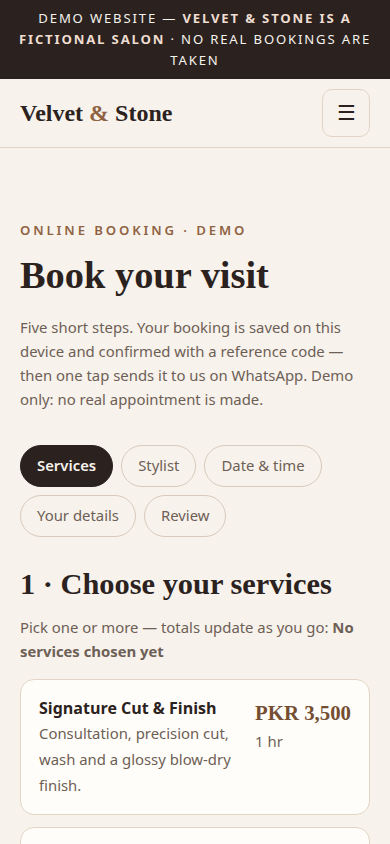 DEMO WEBSITE — VELVET & STONE IS A
FICTIONAL SALON · NO REAL BOOKINGS ARE
TAKEN
Velvet & Stone
☰
ONLINE BOOKING · DEMO
Book your visit
Five short steps. Your booking is saved on this
device and confirmed with a reference code —
then one tap sends it to us on WhatsApp. Demo
only: no real appointment is made.
Services
Stylist
Date & time
Your details
Review
1 · Choose your services
Pick one or more — totals update as you go: No
services chosen yet
Signature Cut & Finish
PKR 3,500
Consultation, precision cut,
1 hr
wash and a glossy blow-dry
finish.